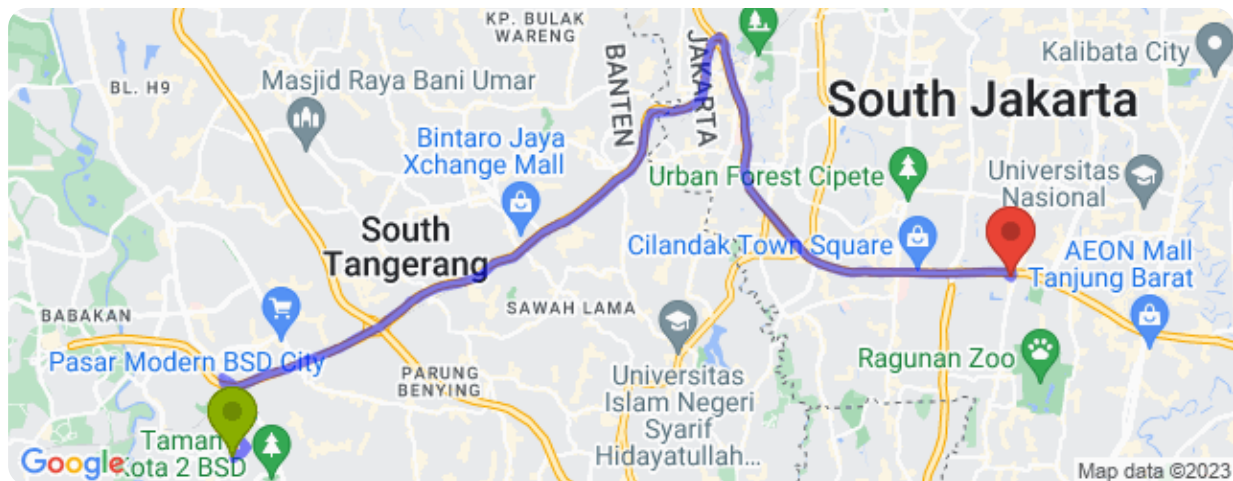 KP. BULAK
WARENG
Kalibata City
BL. H9
Masjid Raya Bani Umar
BANTEN
JAKARTA
South Jakarta
Bintaro Jaya
Xchange Mall
Urban Forest Cipete
Universitas
Nasional
South
Tangerang
Cilandak Town Square
AEON Mall
Tanjung Barat
BABAKAN
SAWAH LAMA
Pasar Modern BSD City
PARUNG
BENYING
Universitas
Islam Negeri
Syarif
Hidayatullah...
Ragunan Zoo
Taman
Kota 2 BSD
Google
Map data ©2023